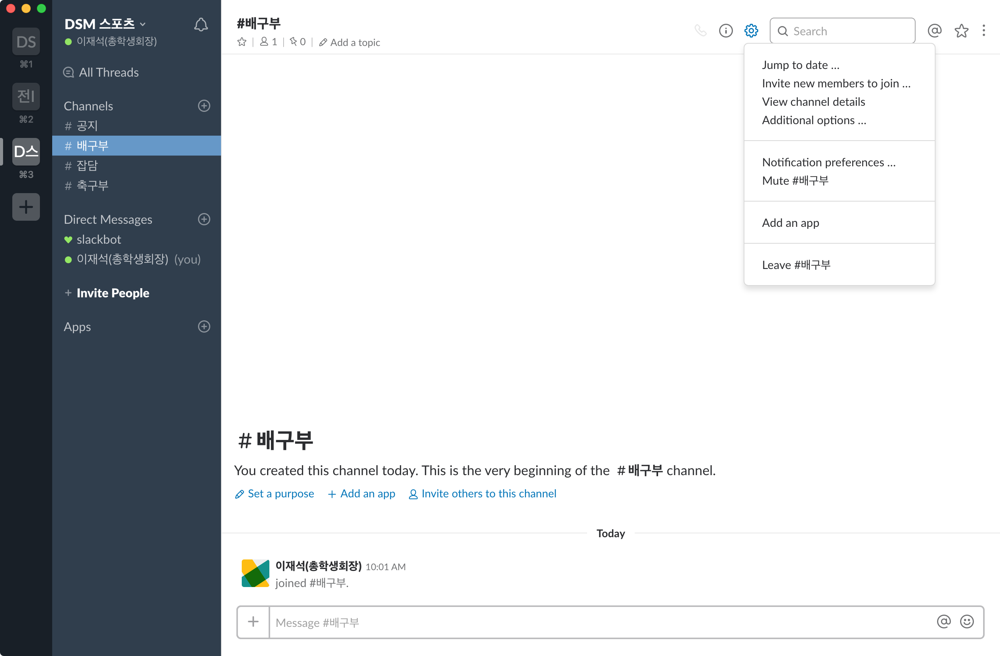 DS
⌘1
전I
⌘2
D스
⌘3
DSM 스포츠
이재석(총학생회장)
All Threads
Channels
# 공지
# 배구부
# 잡담
# 축구부
Direct Messages
slackbot
이재석(총학생회장) (you)
+ Invite People
Apps
#배구부
1 | 0 | Add a topic
Search
Jump to date ...
Invite new members to join ...
View channel details
Additional options ...
Notification preferences ...
Mute #배구부
Add an app
Leave #배구부
# 배구부
You created this channel today. This is the very beginning of the # 배구부 channel.
Set a purpose + Add an app Invite others to this channel
Today
이재석(총학생회장) 10:01 AM
joined #배구부.
Message #배구부